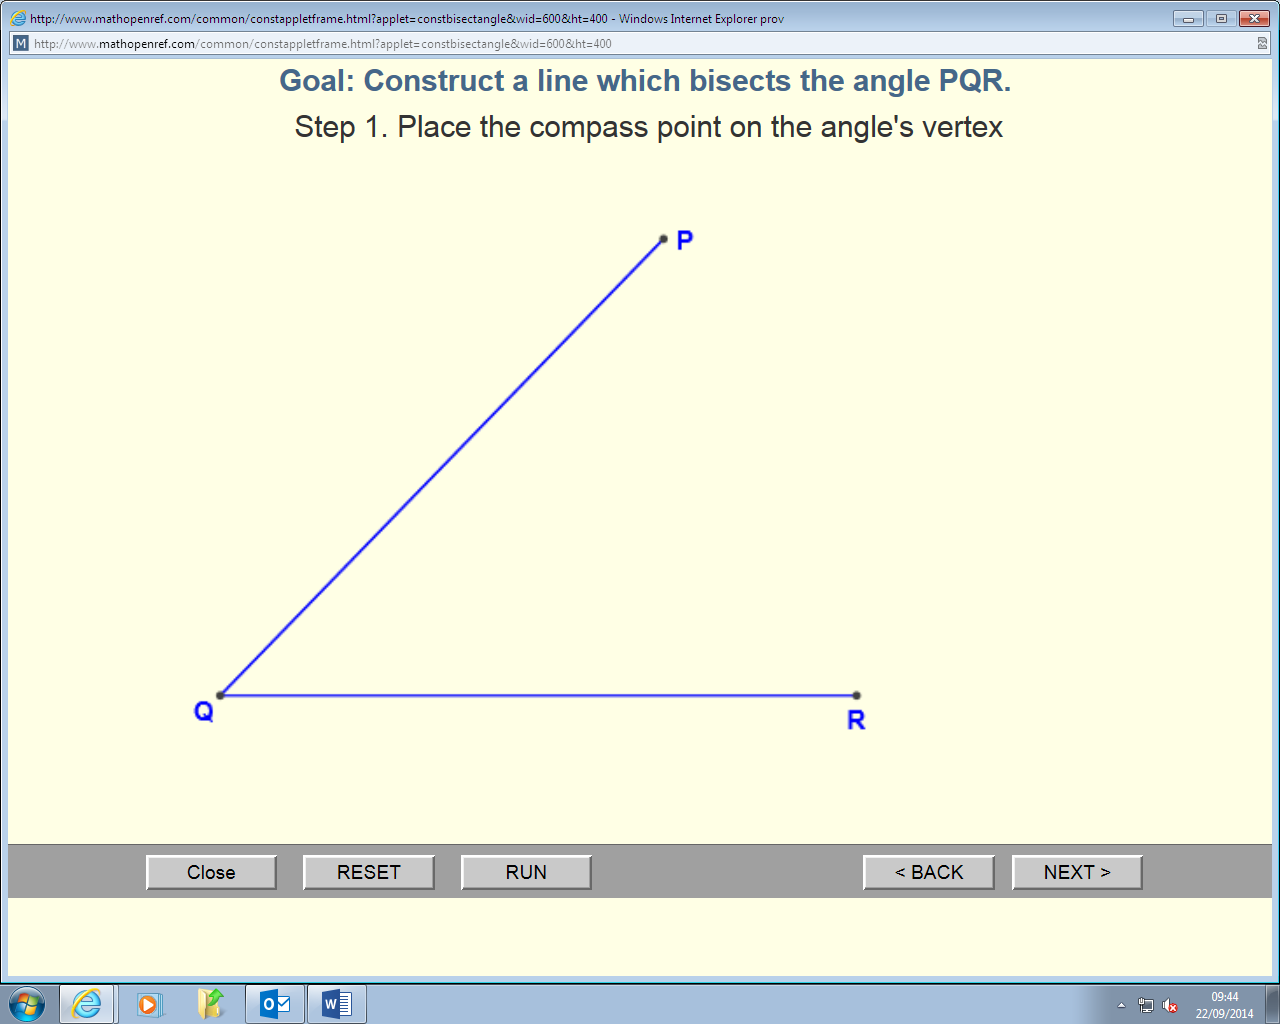 http://www.mathopenref.com/common/constappletframe.html?applet=constbisectangle&wid=600&ht=400 - Windows Internet Explorer prov
M http://www.mathopenref.com/common/constappletframe.html?applet=constbisectangle&wid=600&ht=400
Goal: Construct a line which bisects the angle PQR.
Step 1. Place the compass point on the angle's vertex
P
Q
R
Close RESET RUN < BACK NEXT >
09:44
22/09/2014